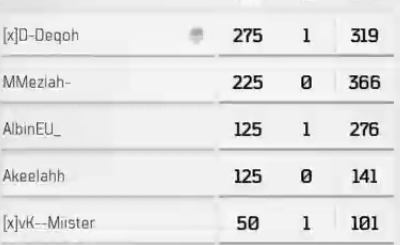 [x]D-Deqoh 275 1 319
MMeziah- 225 0 366
AlbinEU_ 125 1 276
Akeelahh 125 0 141
[x]vK--Miister 50 1 101